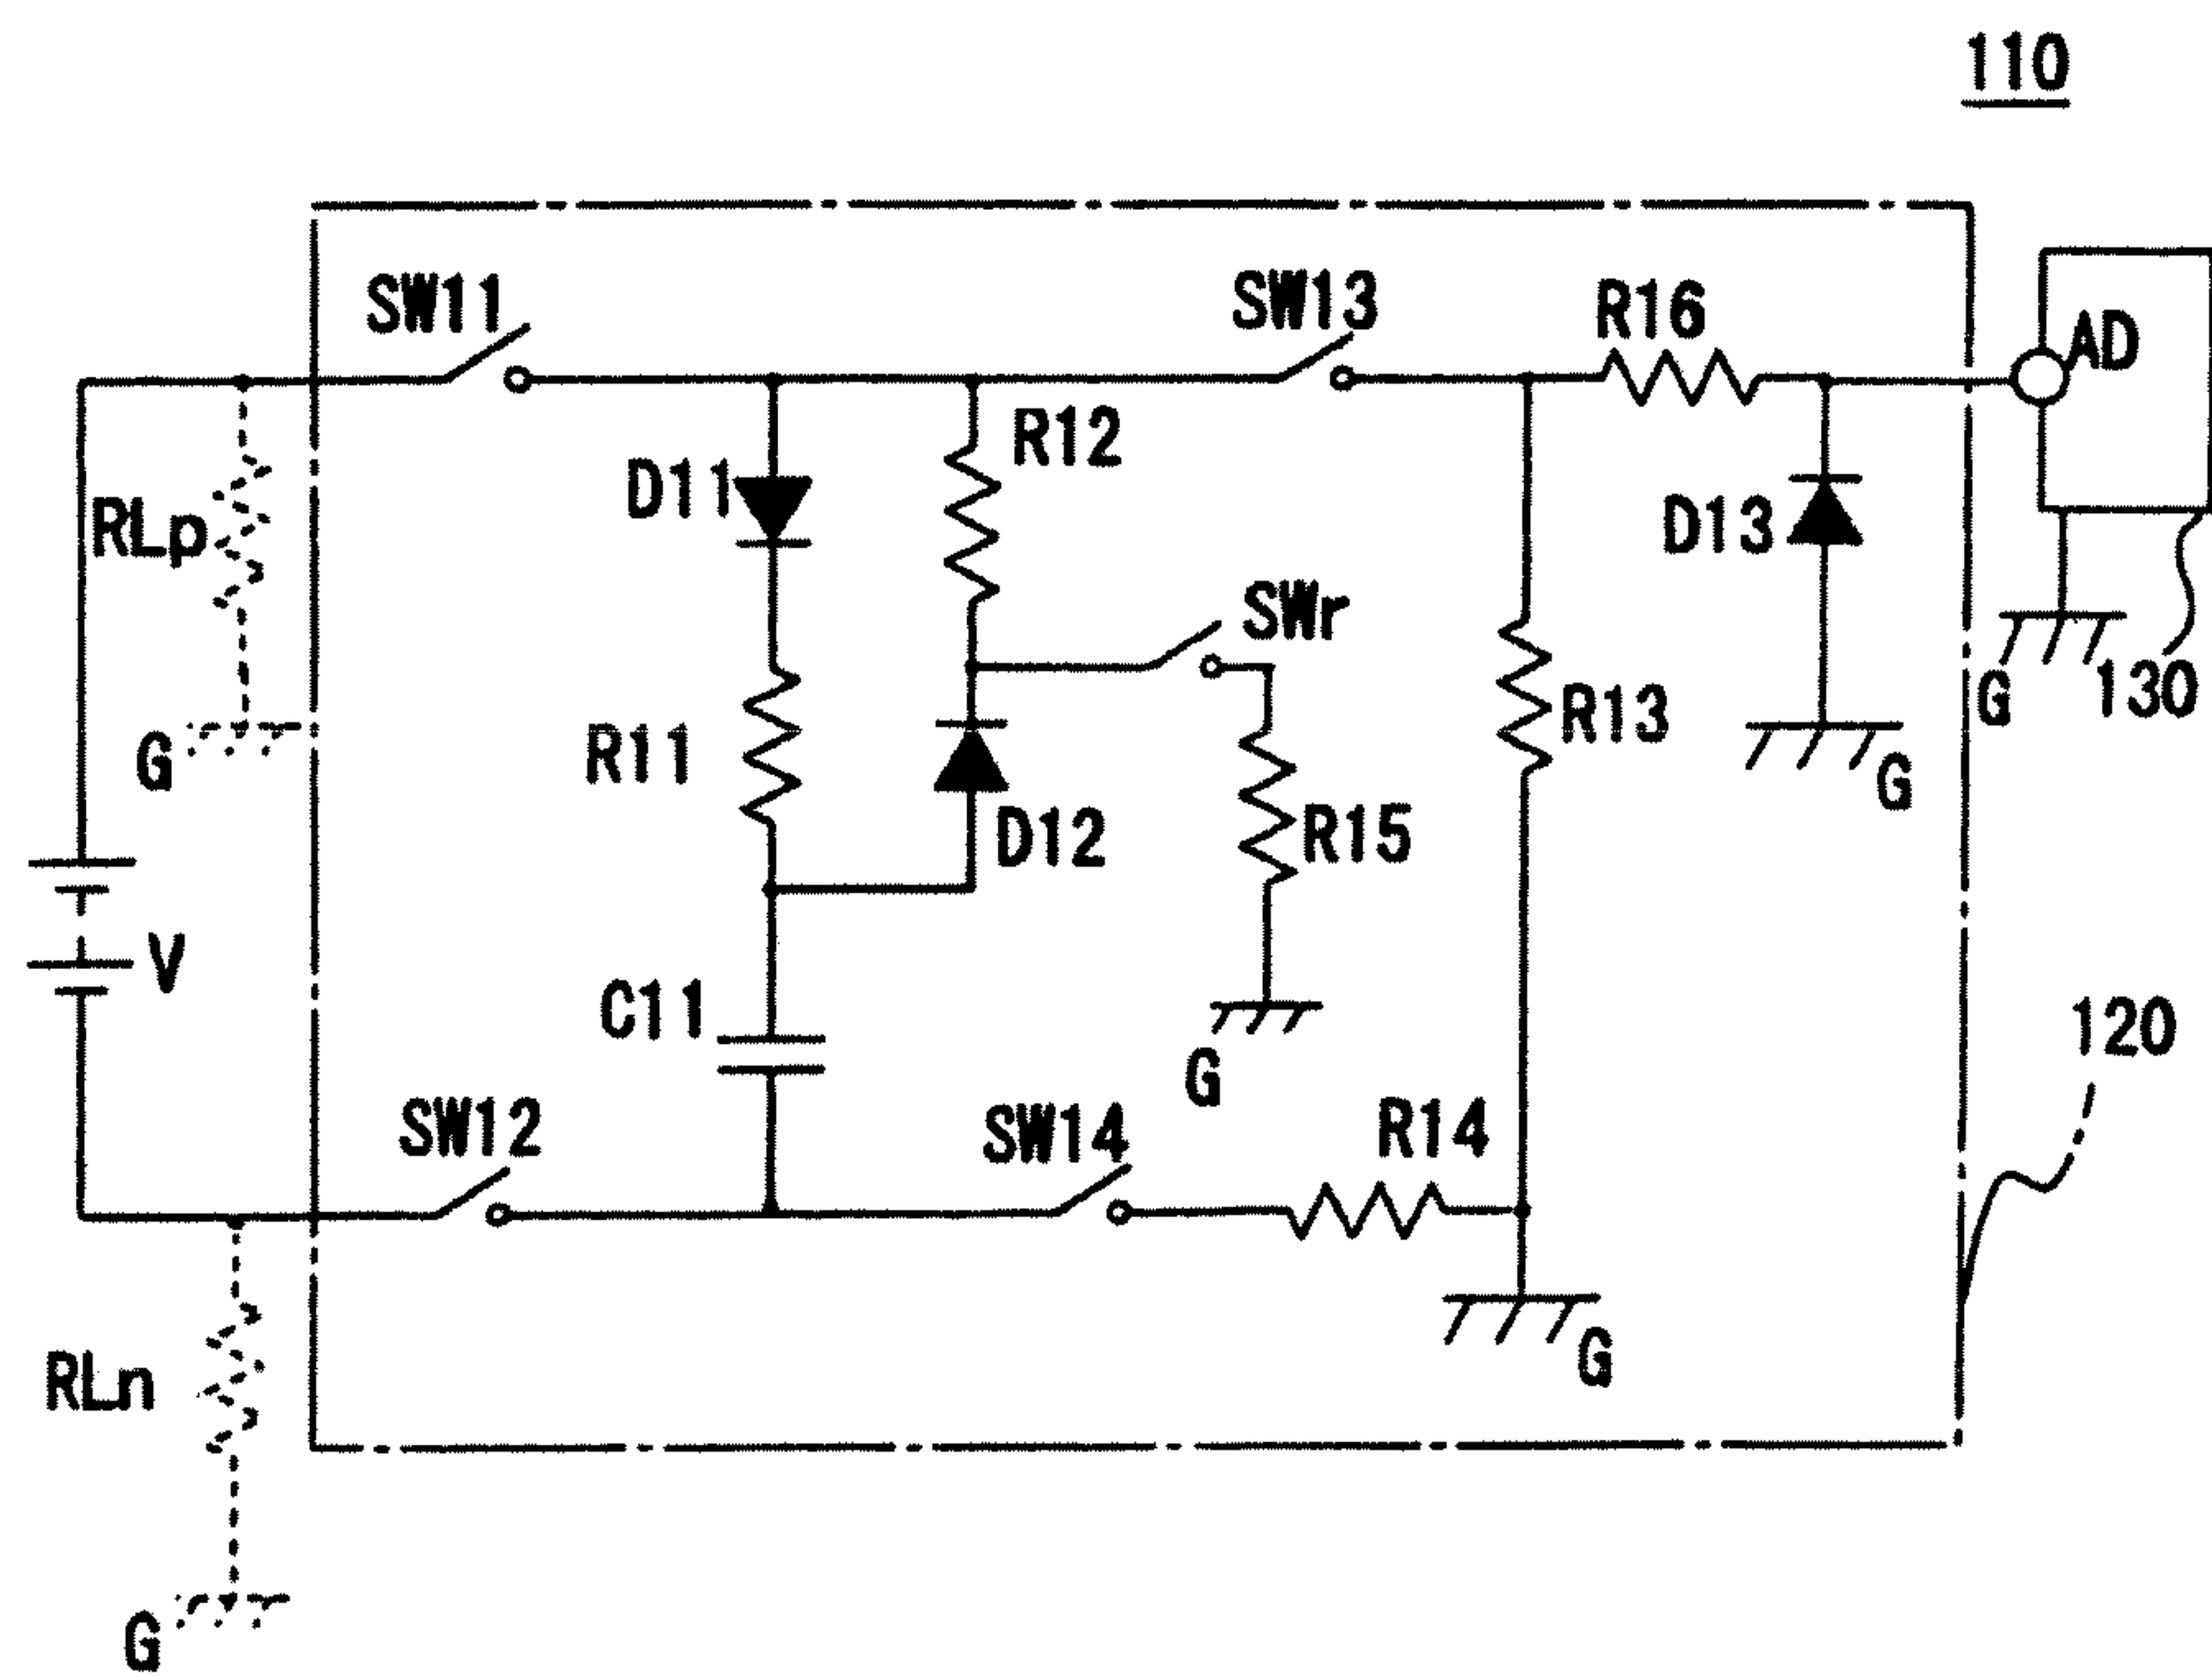 110
SW11
SW13
R16
AD
R12
D11
RLp
D13
SWr
G
130
R13
R11
G
G
D12
R15
V
C11
120
G
SW12
SW14
R14
G
RLn
G